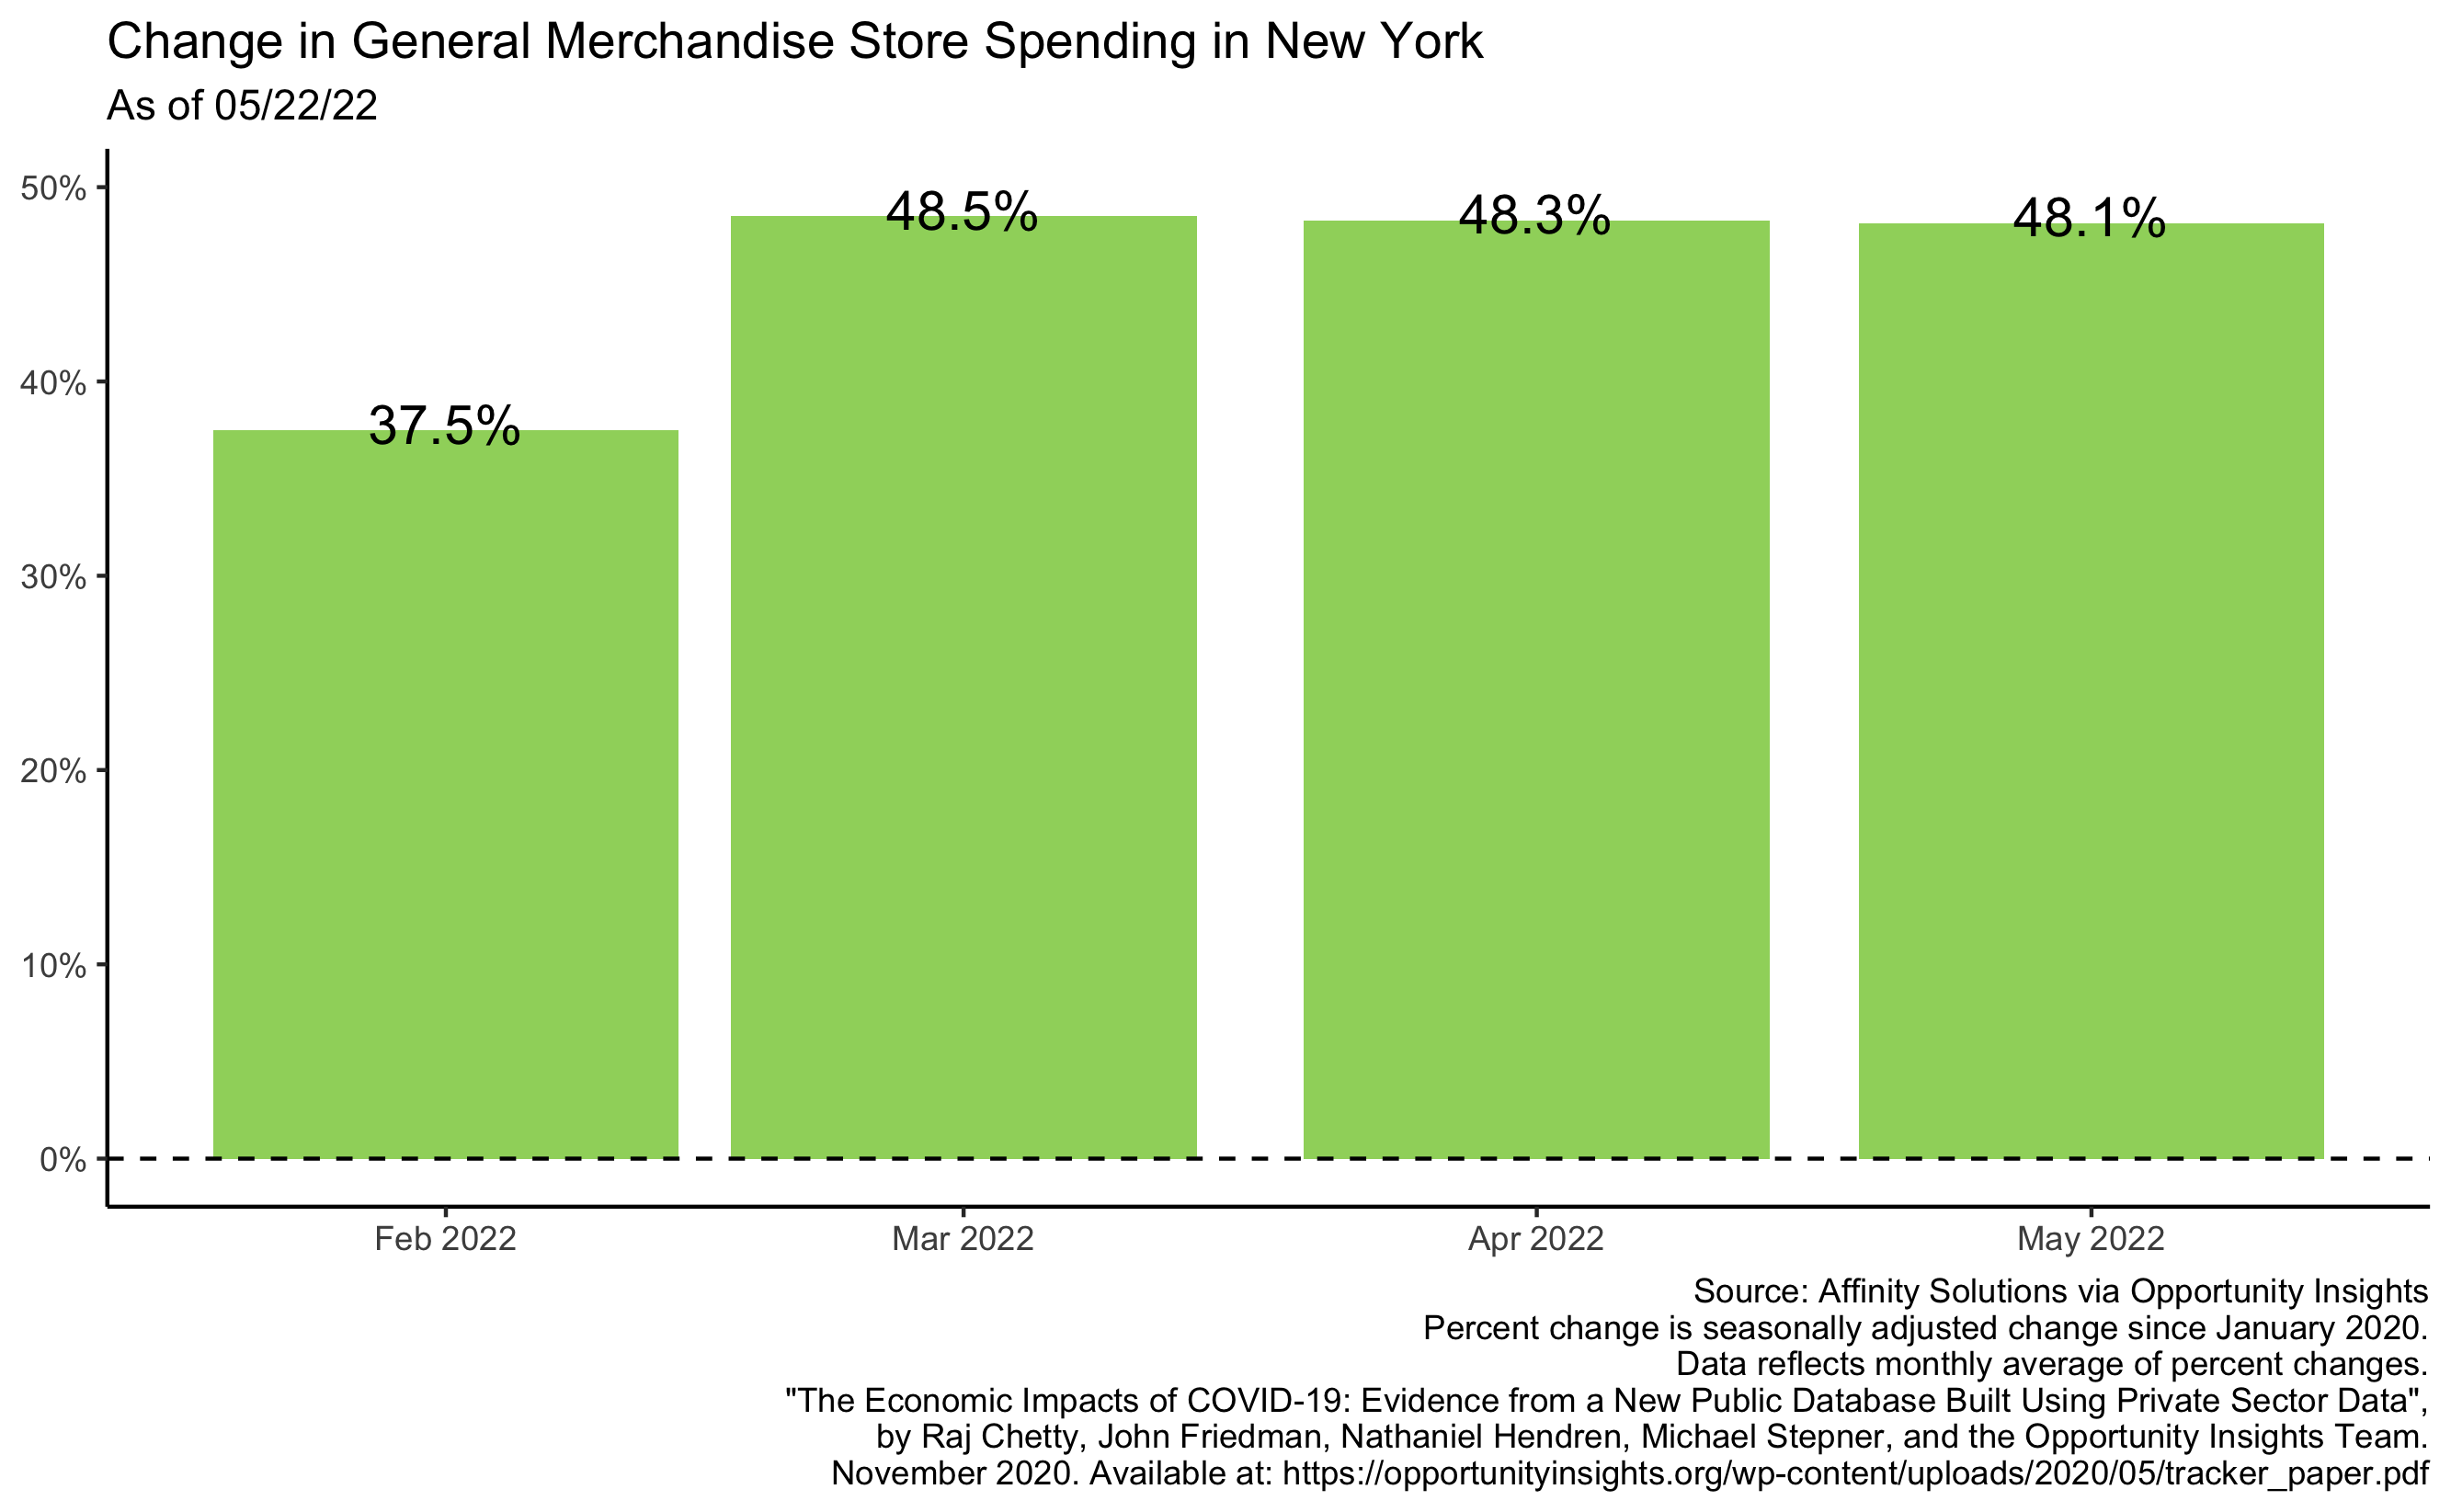 Change in General Merchandise Store Spending in New York
As of 05/22/22
50%
40%
30%
20%
10%
0%
37.5%
48.5%
48.3%
48.1%
Feb 2022
Mar 2022
Apr 2022
May 2022
Source: Affinity Solutions via Opportunity Insights
Percent change is seasonally adjusted change since January 2020.
Data reflects monthly average of percent changes.
"The Economic Impacts of COVID-19: Evidence from a New Public Database Built Using Private Sector Data",
by Raj Chetty, John Friedman, Nathaniel Hendren, Michael Stepner, and the Opportunity Insights Team.
November 2020. Available at: https://opportunityinsights.org/wp-content/uploads/2020/05/tracker_paper.pdf